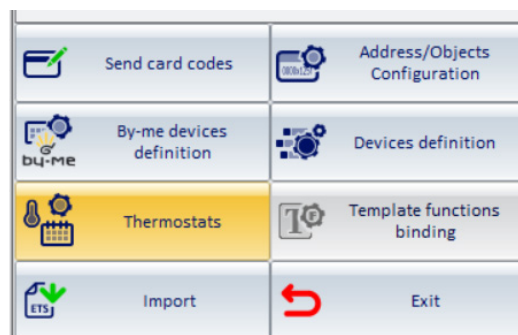 Send card codes
Address/Objects
Configuration
0000x125F
By-me devices
definition
by-me
Devices definition
Thermostats
Template functions
binding
T
F
Import
ETS
Exit